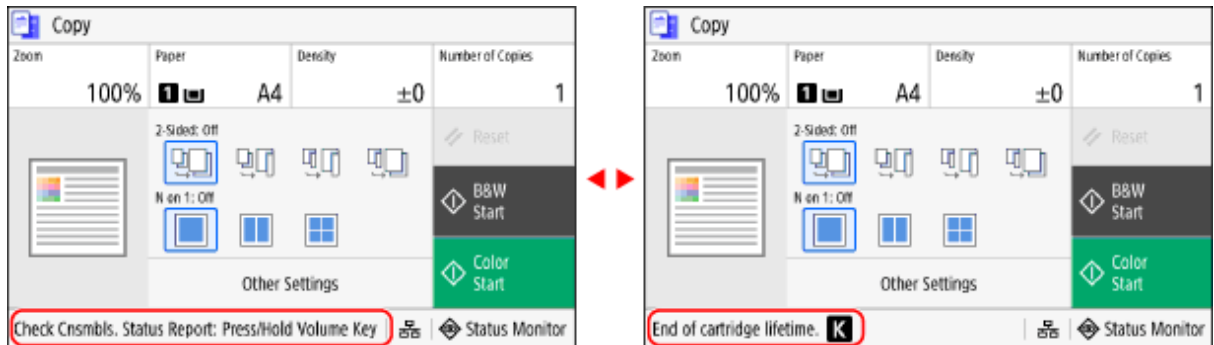 Copy
Zoom Paper Density Number of Copies
100% 1 A4 ±0 1
2-Sided: Off
Reset
N on 1: Off
B&W
Start
Color
Start
Other Settings
Check Cnsmbls. Status Report: Press/Hold Volume Key Status Monitor
Copy
Zoom Paper Density Number of Copies
100% 1 A4 ±0 1
2-Sided: Off
Reset
N on 1: Off
B&W
Start
Color
Start
Other Settings
End of cartridge lifetime. K Status Monitor